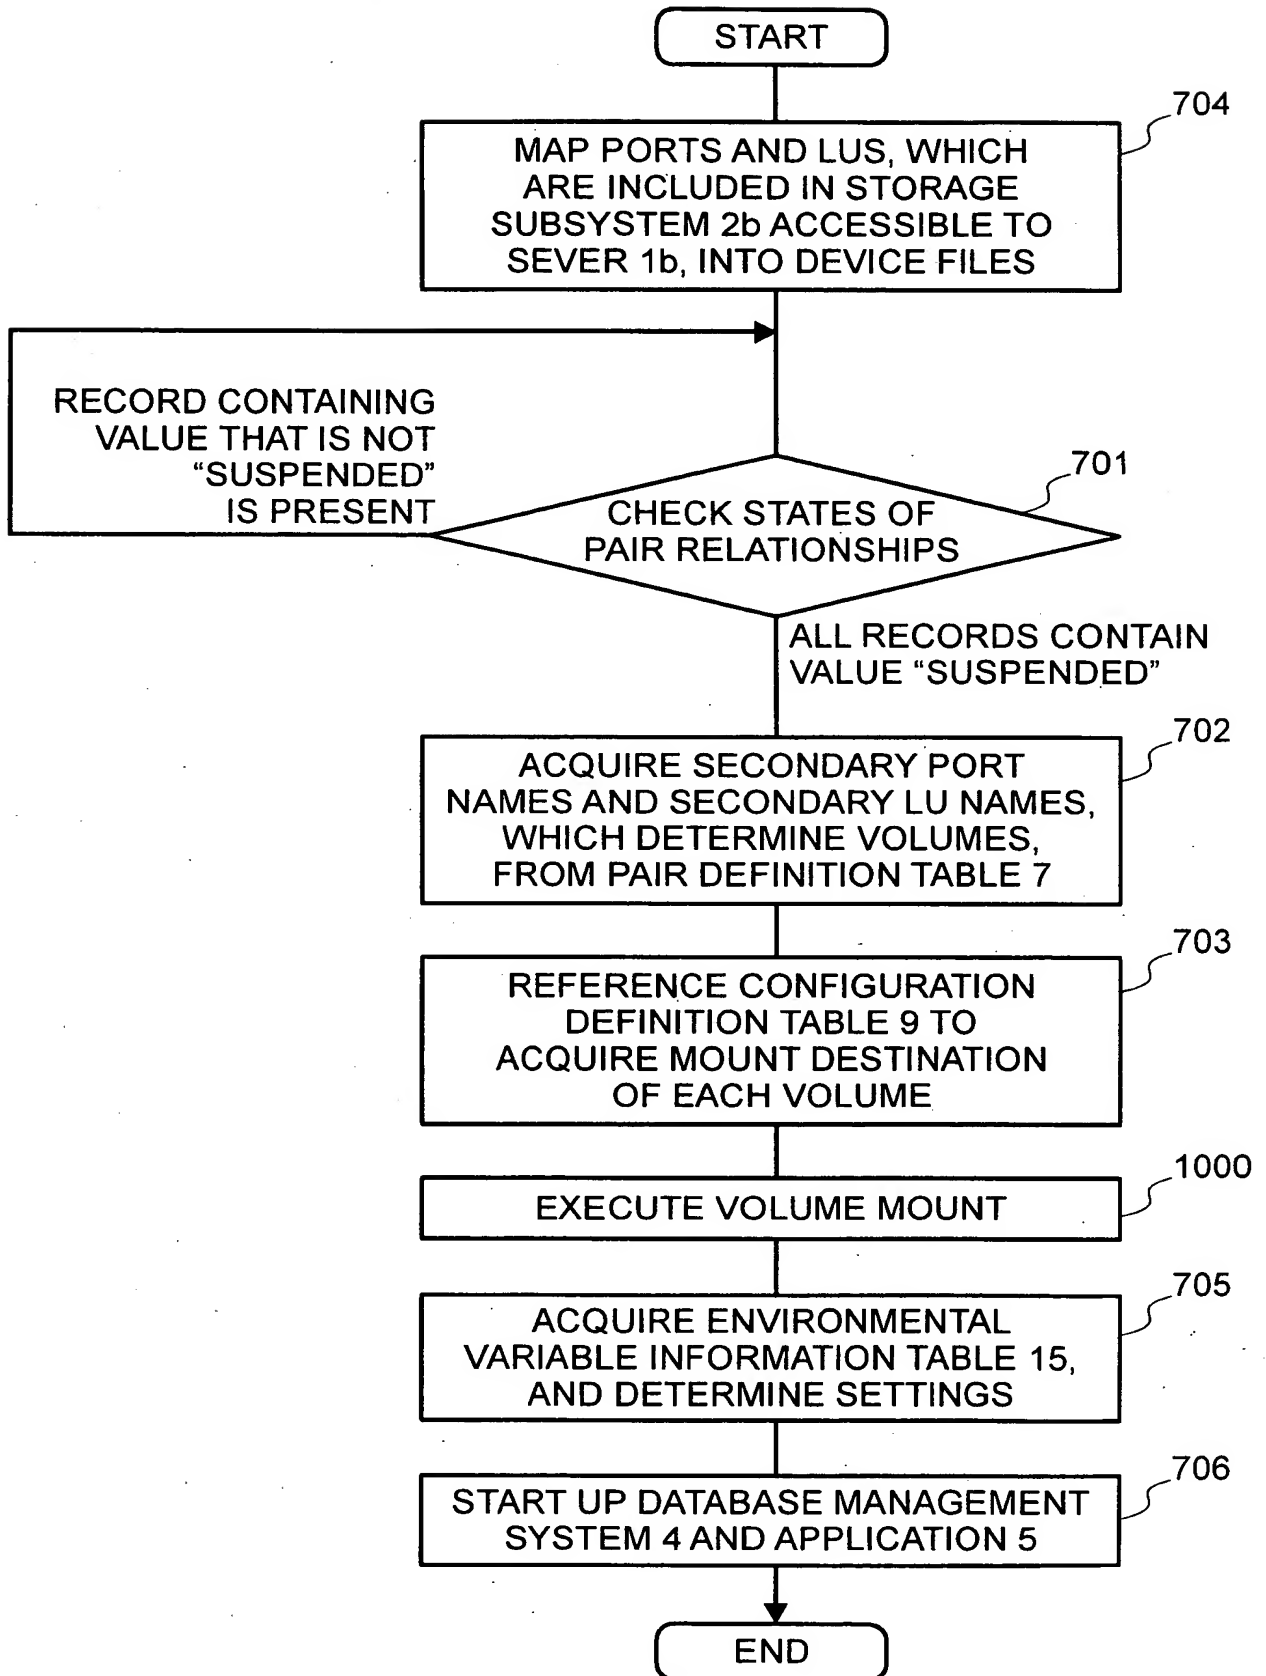 START
704
MAP PORTS AND LUS, WHICH
ARE INCLUDED IN STORAGE
SUBSYSTEM 2b ACCESSIBLE TO
SEVER 1b, INTO DEVICE FILES
RECORD CONTAINING
VALUE THAT IS NOT
“SUSPENDED”
IS PRESENT
701
CHECK STATES OF
PAIR RELATIONSHIPS
ALL RECORDS CONTAIN
VALUE “SUSPENDED”
702
ACQUIRE SECONDARY PORT
NAMES AND SECONDARY LU NAMES,
WHICH DETERMINE VOLUMES,
FROM PAIR DEFINITION TABLE 7
703
REFERENCE CONFIGURATION
DEFINITION TABLE 9 TO
ACQUIRE MOUNT DESTINATION
OF EACH VOLUME
1000
EXECUTE VOLUME MOUNT
705
ACQUIRE ENVIRONMENTAL
VARIABLE INFORMATION TABLE 15,
AND DETERMINE SETTINGS
706
START UP DATABASE MANAGEMENT
SYSTEM 4 AND APPLICATION 5
END